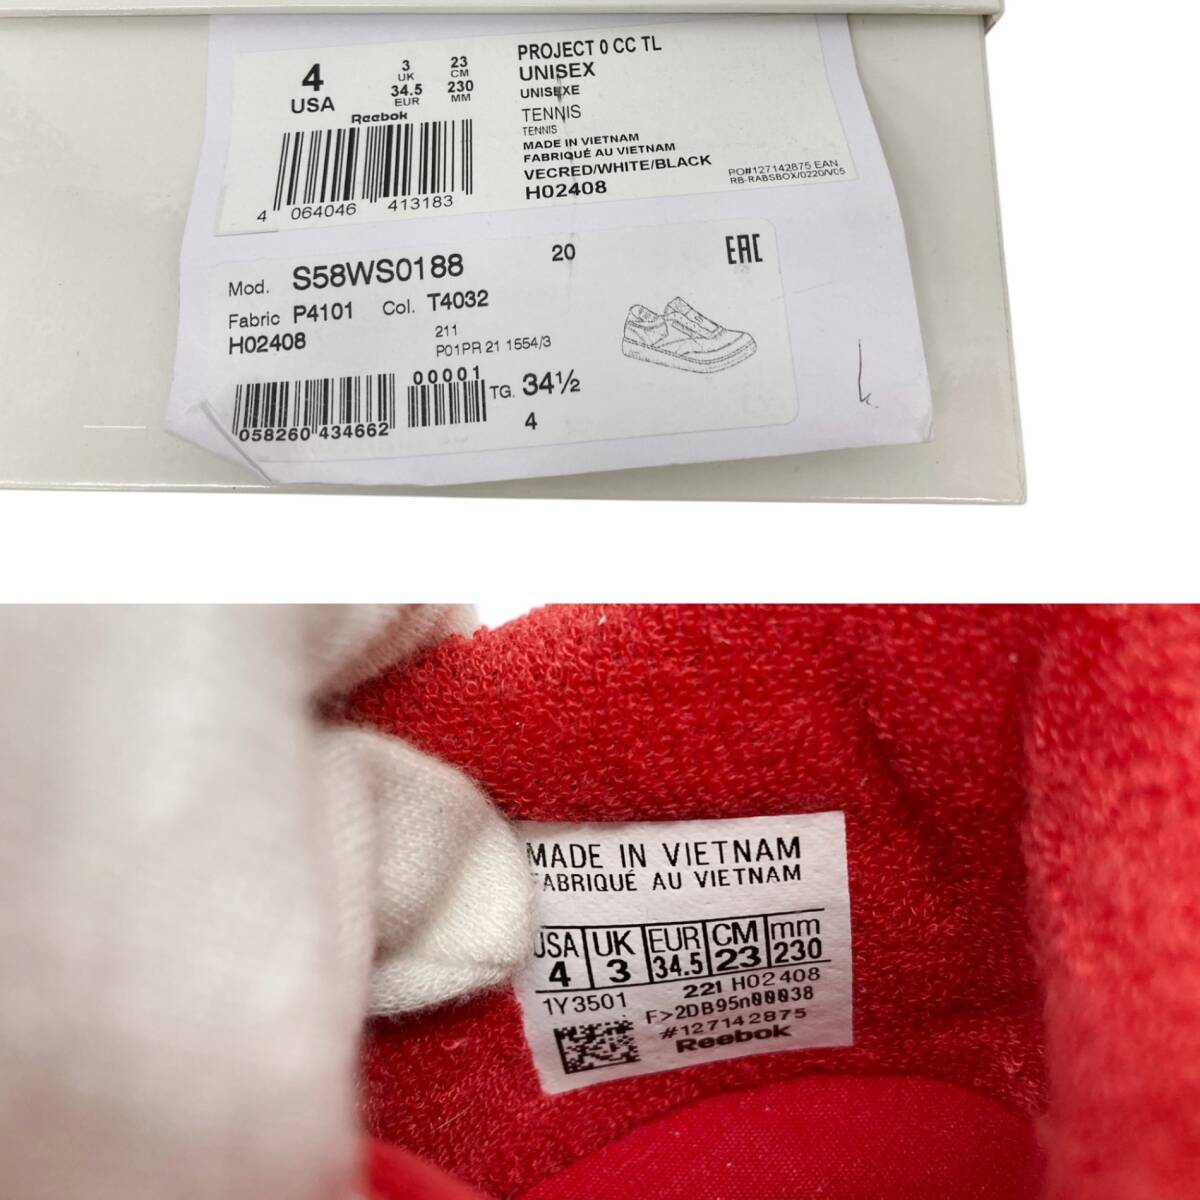 4
USA
3
UK
34.5
EUR
23
CM
230
MM
PROJECT 0 CC TL
UNISEX
UNISEXE
TENNIS
TENNIS
MADE IN VIETNAM
FABRIQUÉ AU VIETNAM
VECRED/WHITE/BLACK
H02408
Reebok
4 064046 413183
PO#127142875 EAN
RB-RABSBOX/0220/V05
Mod. S58WS0188
20
EAC
Fabric P4101 Col. T4032
H02408
211
P01PR 21 1554/3
00001
TG. 34½
4
058260 434662
k.
MADE IN VIETNAM
FABRIQUÉ AU VIETNAM
USA UK EUR CM mm
4 3 34.5 23 230
1Y3501 221 H02408
F>2DB95n00038
#127142875
Reebok